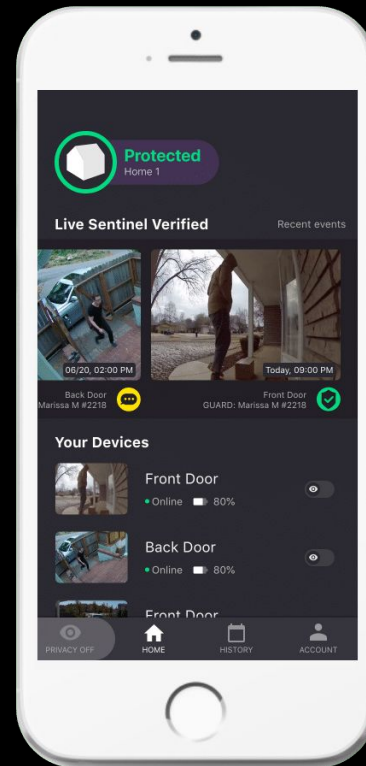 Protected
Home 1
Live Sentinel Verified
Recent events
06/20, 02:00 PM
Today, 09:00 PM
Back Door
Marissa M #2218
Front Door
GUARD: Marissa M #2218
Your Devices
Front Door
Online 80%
Back Door
Online 80%
Front Door
PRIVACY OFF
HOME
HISTORY
ACCOUNT